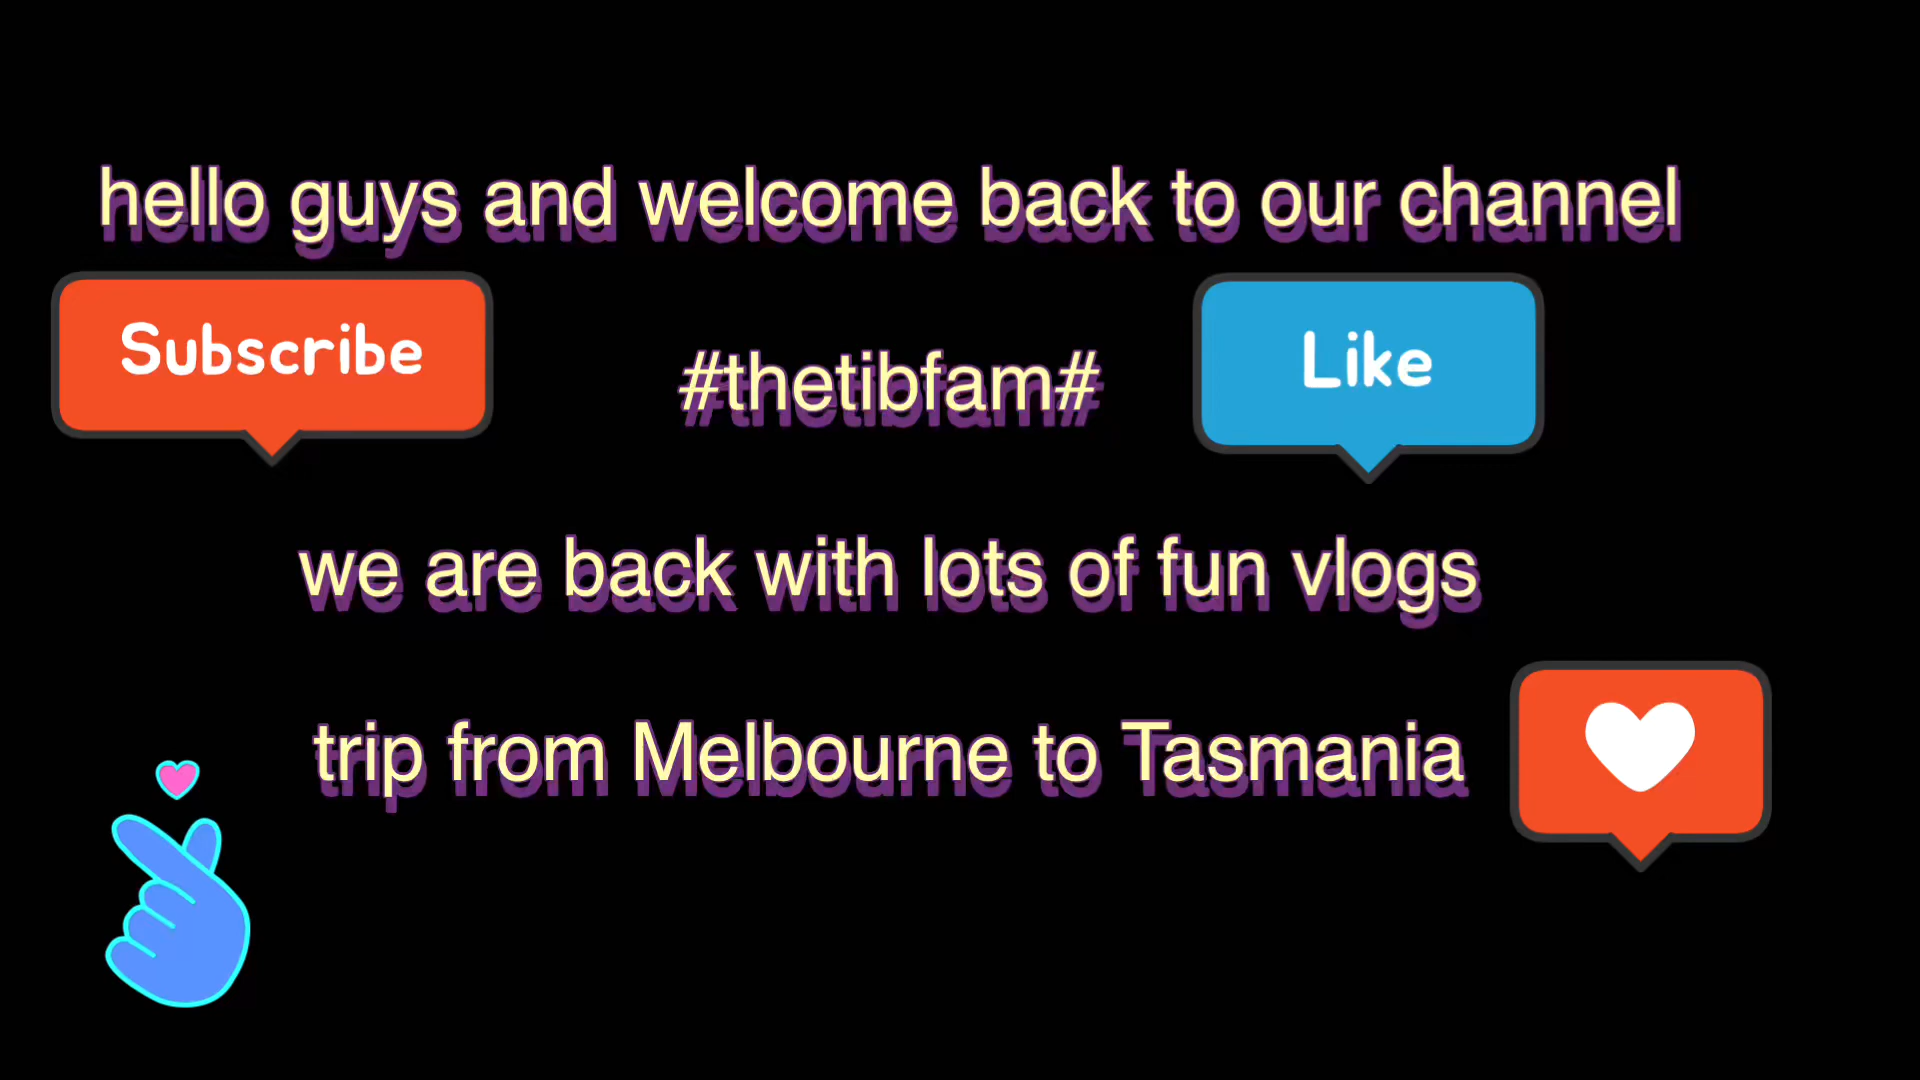 hello guys and welcome back to our channel
Subscribe
#thetibfam#
Like
we are back with lots of fun vlogs
trip from Melbourne to Tasmania